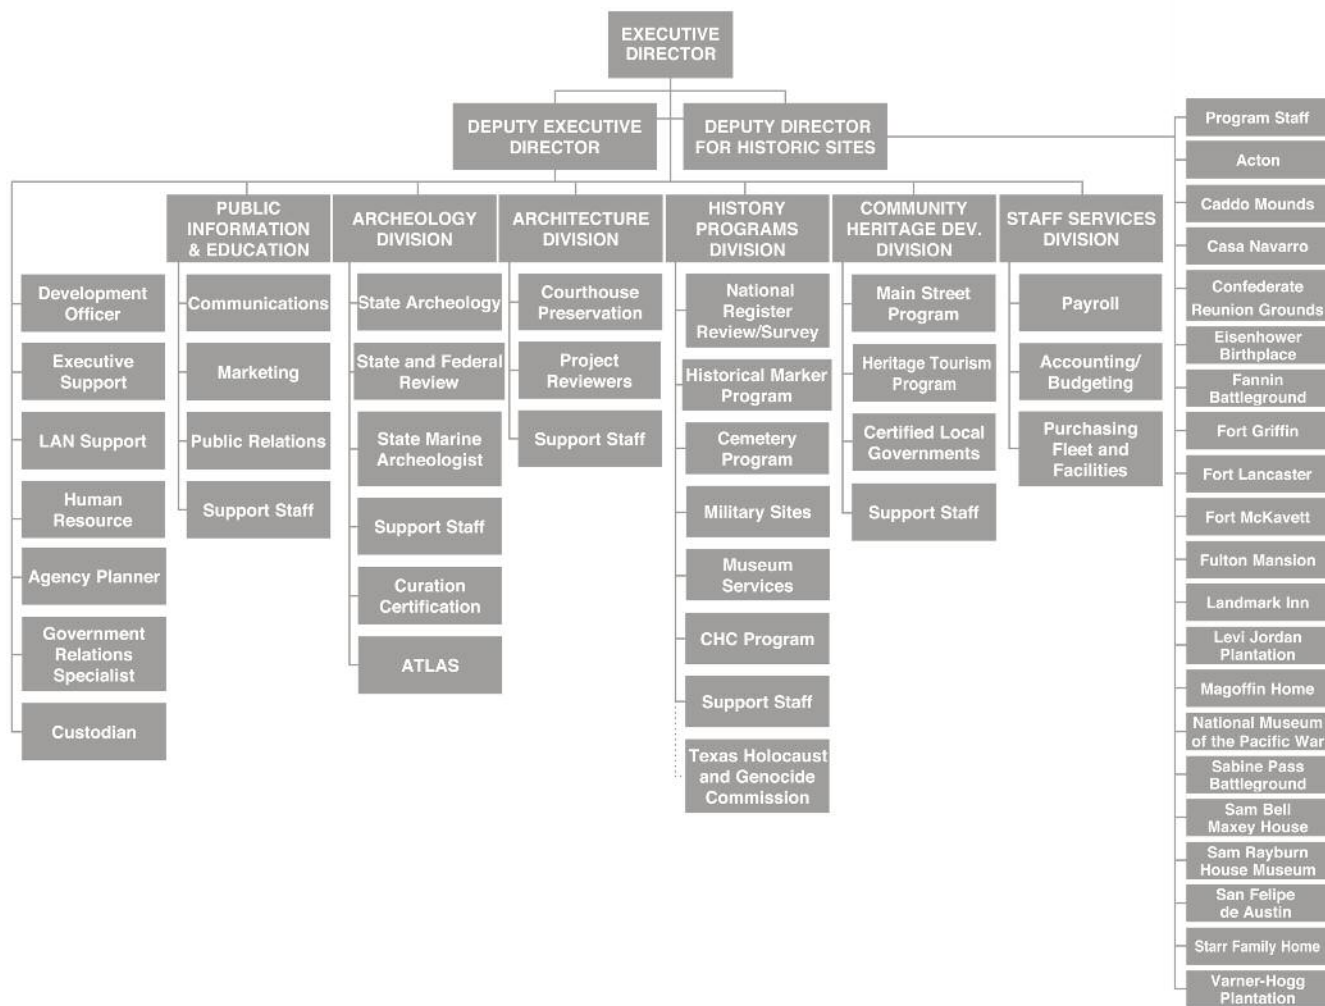 EXECUTIVE
DIRECTOR
DEPUTY EXECUTIVE
DIRECTOR
DEPUTY DIRECTOR
FOR HISTORIC SITES
PUBLIC
INFORMATION
& EDUCATION
ARCHEOLOGY
DIVISION
ARCHITECTURE
DIVISION
HISTORY
PROGRAMS
DIVISION
COMMUNITY
HERITAGE DEV.
DIVISION
STAFF SERVICES
DIVISION
Development
Officer
Executive
Support
LAN Support
Human
Resource
Agency Planner
Government
Relations
Specialist
Custodian
Communications
Marketing
Public Relations
Support Staff
State Archeology
State and Federal
Review
State Marine
Archeologist
Support Staff
Curation
Certification
ATLAS
Courthouse
Preservation
Project
Reviewers
Support Staff
National
Register
Review/Survey
Historical Marker
Program
Cemetery
Program
Military Sites
Museum
Services
CHC Program
Support Staff
Texas Holocaust
and Genocide
Commission
Main Street
Program
Heritage Tourism
Program
Certified Local
Governments
Support Staff
Payroll
Accounting/
Budgeting
Purchasing
Fleet and
Facilities
Program Staff
Acton
Caddo Mounds
Casa Navarro
Confederate
Reunion Grounds
Eisenhower
Birthplace
Fannin
Battleground
Fort Griffin
Fort Lancaster
Fort McKavett
Fulton Mansion
Landmark Inn
Levi Jordan
Plantation
Magoffin Home
National Museum
of the Pacific War
Sabine Pass
Battleground
Sam Bell
Maxey House
Sam Rayburn
House Museum
San Felipe
de Austin
Starr Family Home
Varner-Hogg
Plantation